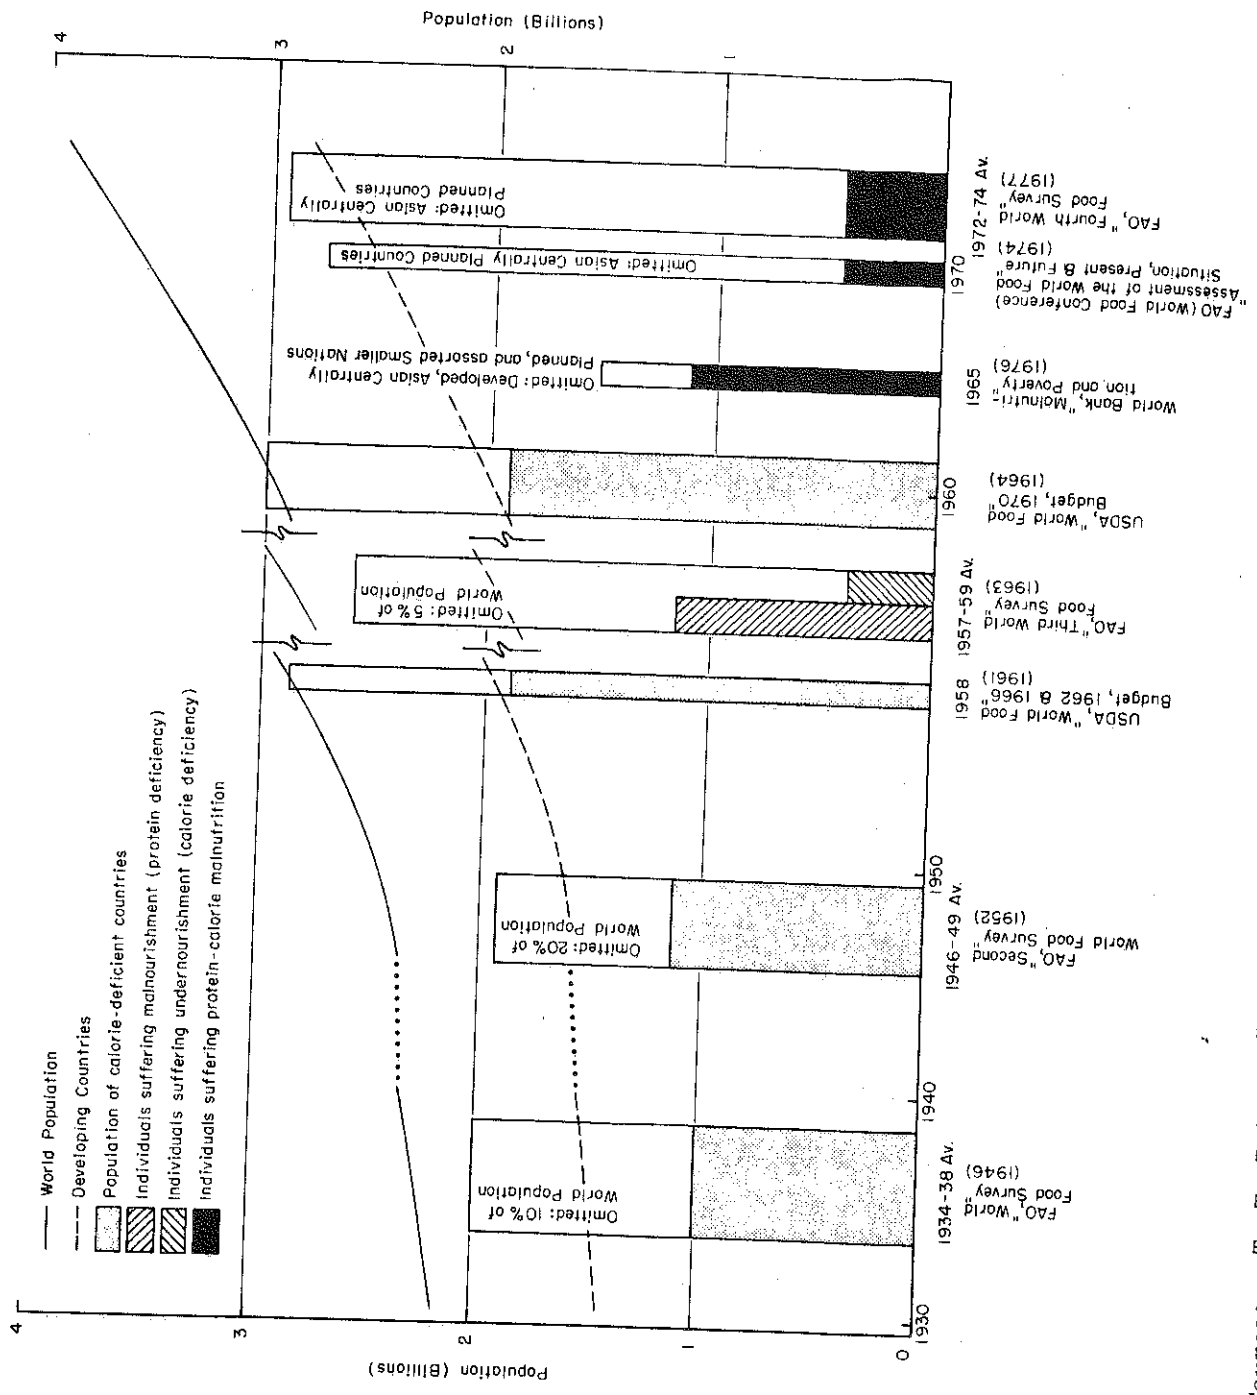 World Population
Developing Countries
Population of calorie-deficient countries
Individuals suffering malnourishment (protein deficiency)
Individuals suffering undernourishment (calorie deficiency)
Individuals suffering protein-calorie malnutrition
Population (Billions)
4
3
2
1
0
Population (Billions)
4
3
2
1
Omitted: 10% of
World Population
Omitted: 20% of
World Population
Omitted: 5% of
World Population
Omitted: Developed, Asian Centrally
Planned, and assorted Smaller Nations
Omitted: Asian Centrally Planned Countries
Omitted: Asian Centrally
Planned Countries
1930
1940
1950
1960
1934-38 Av.
FAO, "World
Food Survey"
(1946)
1946-49 Av.
FAO, "Second
World Food Survey"
(1952)
1958
USDA, "World Food
Budget, 1962 & 1966"
(1961)
1957-59 Av.
FAO, "Third World
Food Survey"
(1963)
USDA, "World Food
Budget, 1970"
(1964)
1965
World Bank, "Malnutri-
tion and Poverty"
(1976)
1970
FAO (World Food Conference)
"Assessment of the World Food
Situation, Present & Future"
(1974)
1972-74 Av.
FAO, "Fourth World
Food Survey"
(1977)